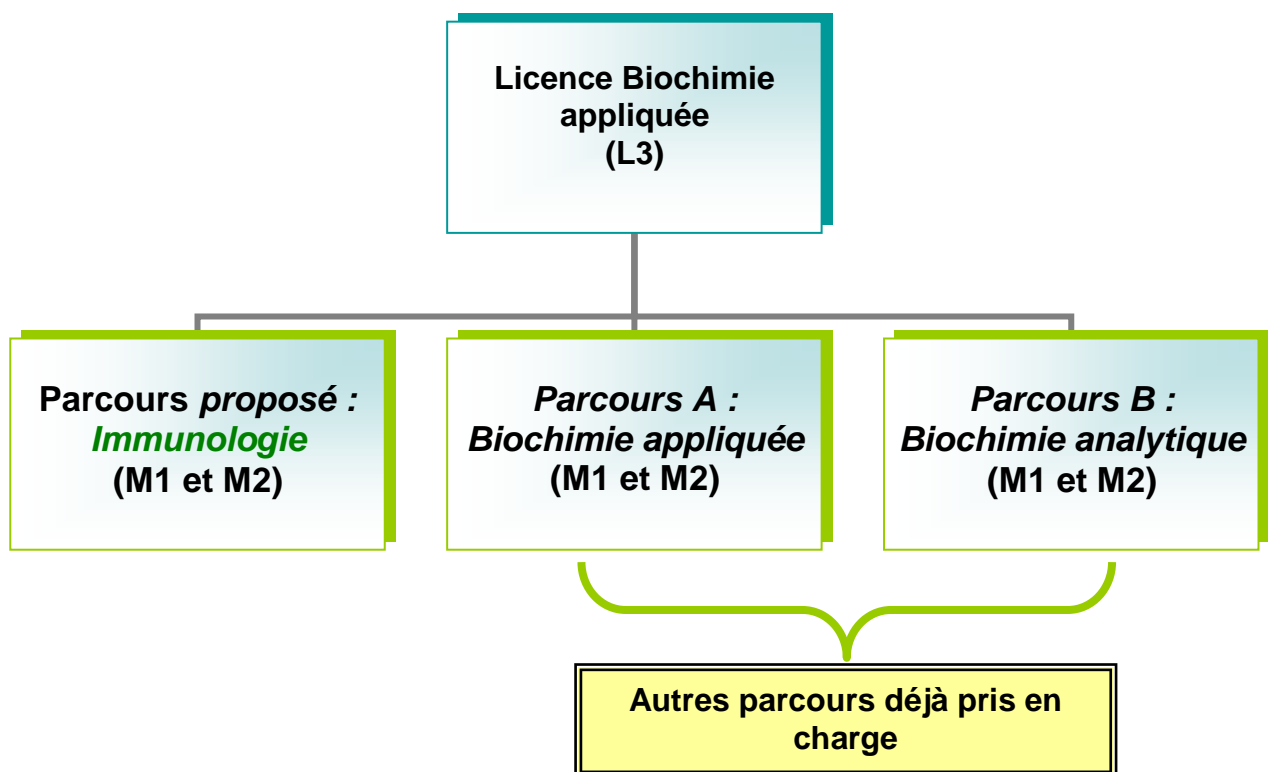 Licence Biochimie
appliquée
(L3)
Parcours proposé :
Immunologie
(M1 et M2)
Parcours A :
Biochimie appliquée
(M1 et M2)
Parcours B :
Biochimie analytique
(M1 et M2)
Autres parcours déjà pris en
charge